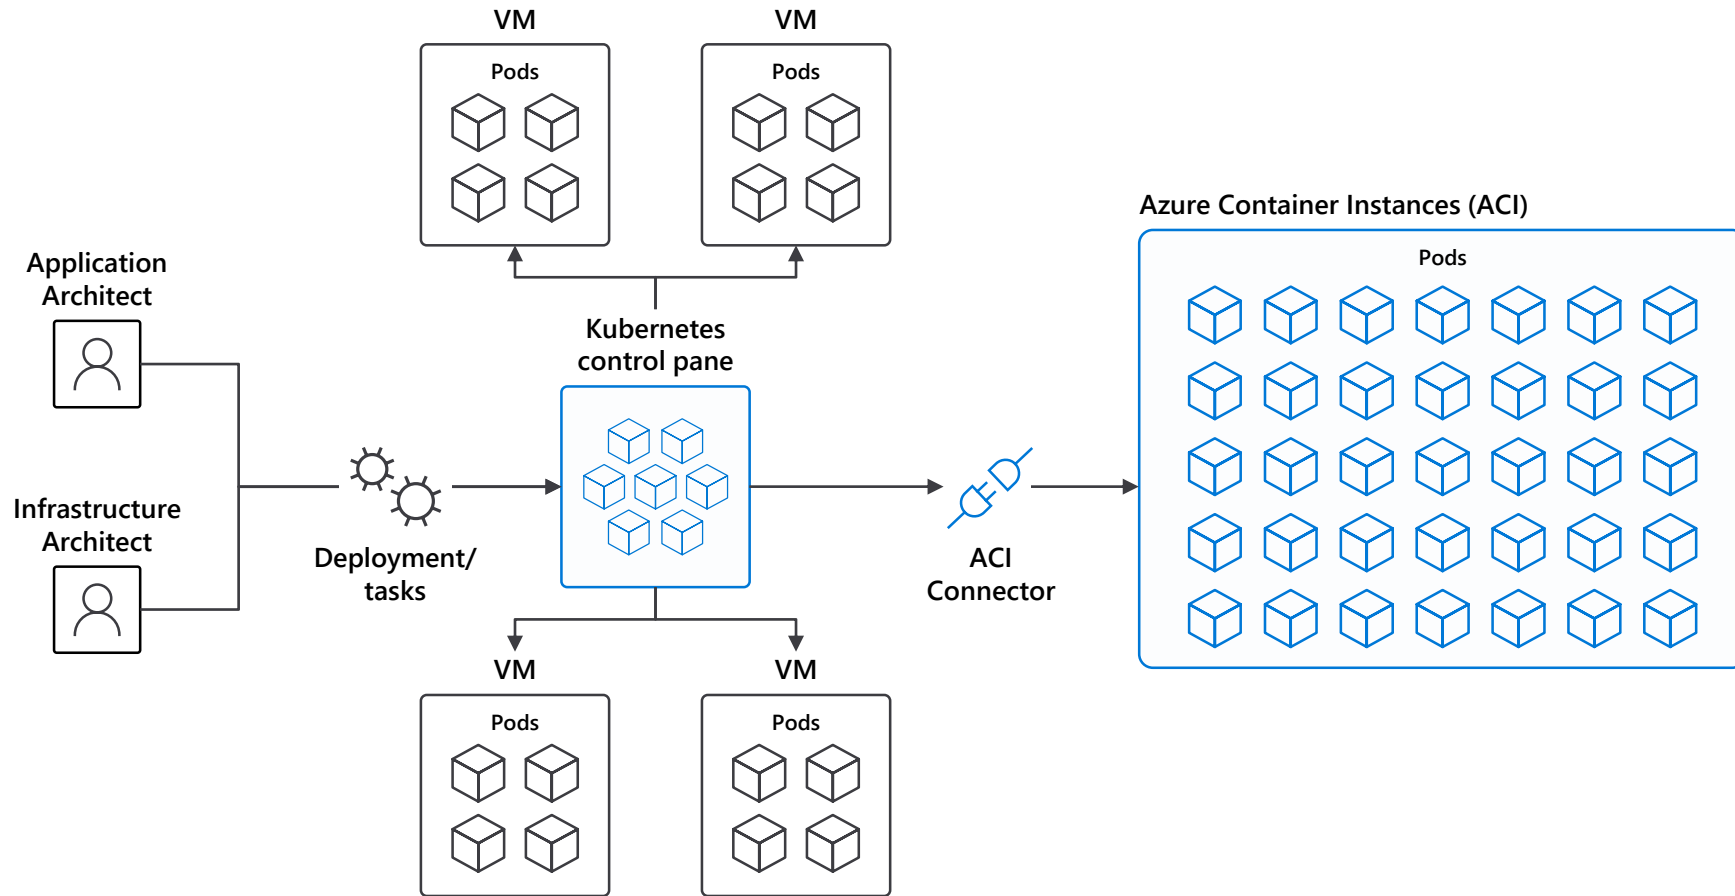 VM
VM
Pods
Pods
Azure Container Instances (ACI)
Pods
Application
Architect
Kubernetes
control pane
Infrastructure
Architect
Deployment/
tasks
ACI
Connector
VM
VM
Pods
Pods